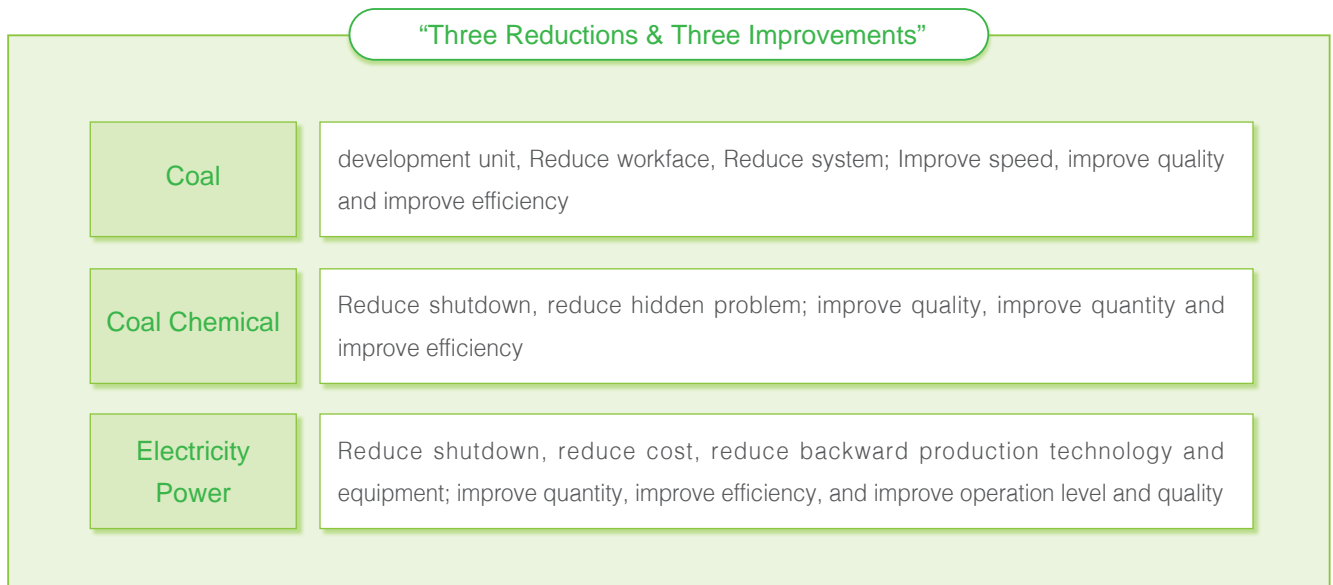 “Three Reductions & Three Improvements”
Coal
development unit, Reduce workface, Reduce system; Improve speed, improve quality
and improve efficiency
Coal Chemical
Reduce shutdown, reduce hidden problem; improve quality, improve quantity and
improve efficiency
Electricity
Power
Reduce shutdown, reduce cost, reduce backward production technology and
equipment; improve quantity, improve efficiency, and improve operation level and quality